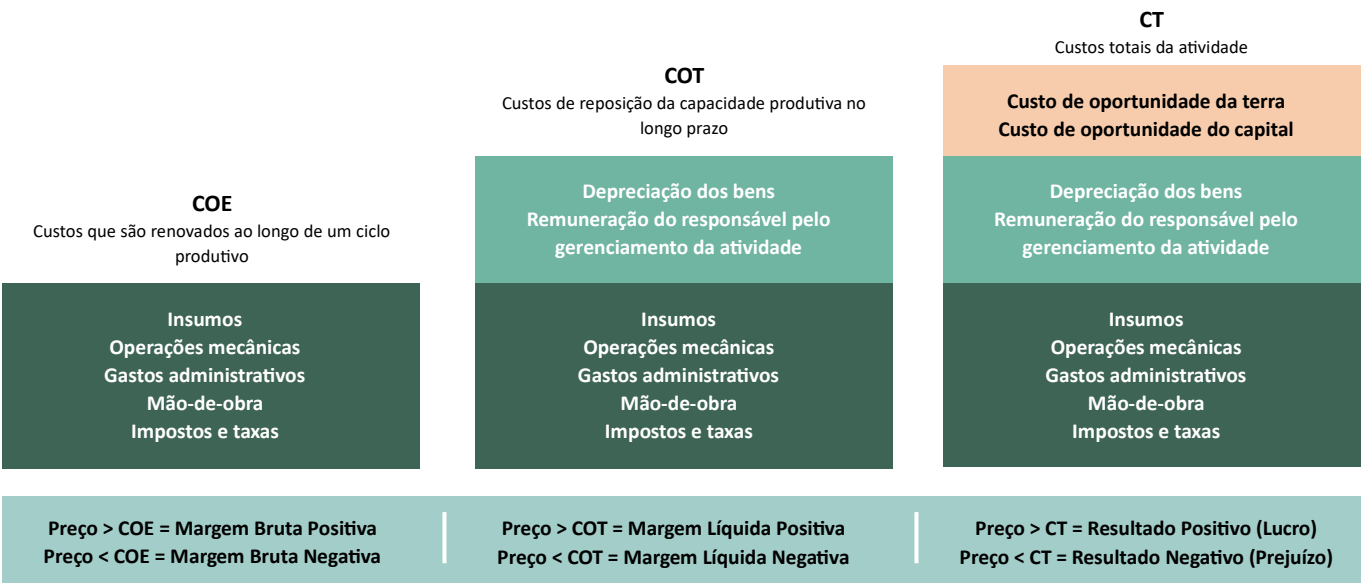 COE
Custos que são renovados ao longo de um ciclo
produtivo
Insumos
Operações mecânicas
Gastos administrativos
Mão-de-obra
Impostos e taxas
Preço > COE = Margem Bruta Positiva
Preço < COE = Margem Bruta Negativa
COT
Custos de reposição da capacidade produtiva no
longo prazo
Depreciação dos bens
Remuneração do responsável pelo
gerenciamento da atividade
Insumos
Operações mecânicas
Gastos administrativos
Mão-de-obra
Impostos e taxas
Preço > COT = Margem Líquida Positiva
Preço < COT = Margem Líquida Negativa
CT
Custos totais da atividade
Custo de oportunidade da terra
Custo de oportunidade do capital
Depreciação dos bens
Remuneração do responsável pelo
gerenciamento da atividade
Insumos
Operações mecânicas
Gastos administrativos
Mão-de-obra
Impostos e taxas
Preço > CT = Resultado Positivo (Lucro)
Preço < CT = Resultado Negativo (Prejuízo)